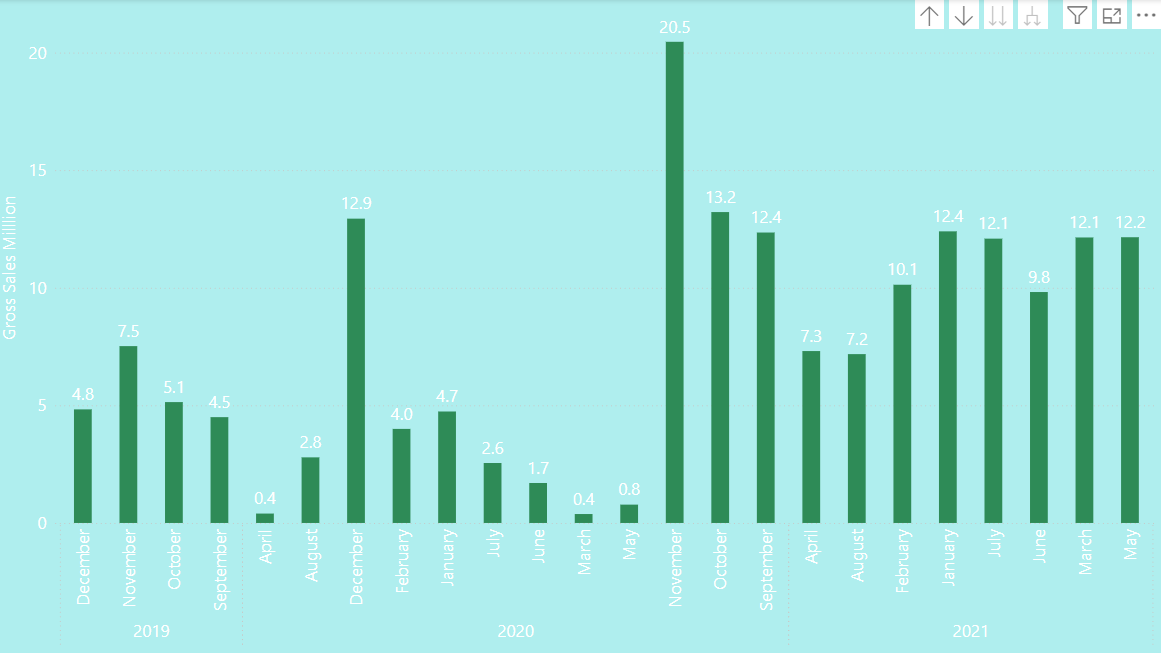 20.5
20
15
13.2
12.9
12.4
12.4
12.1
12.1
12.2
10.1
9.8
10
Gross Sales Milllion
7.5
7.3
7.2
5.1
4.8
4.5
5
4.7
4.0
2.8
2.6
1.7
0.8
0.4
0.4
0
December
November
October
September
April
August
December
February
January
July
June
March
May
November
October
September
April
August
February
January
July
June
March
May
2019
2020
2021